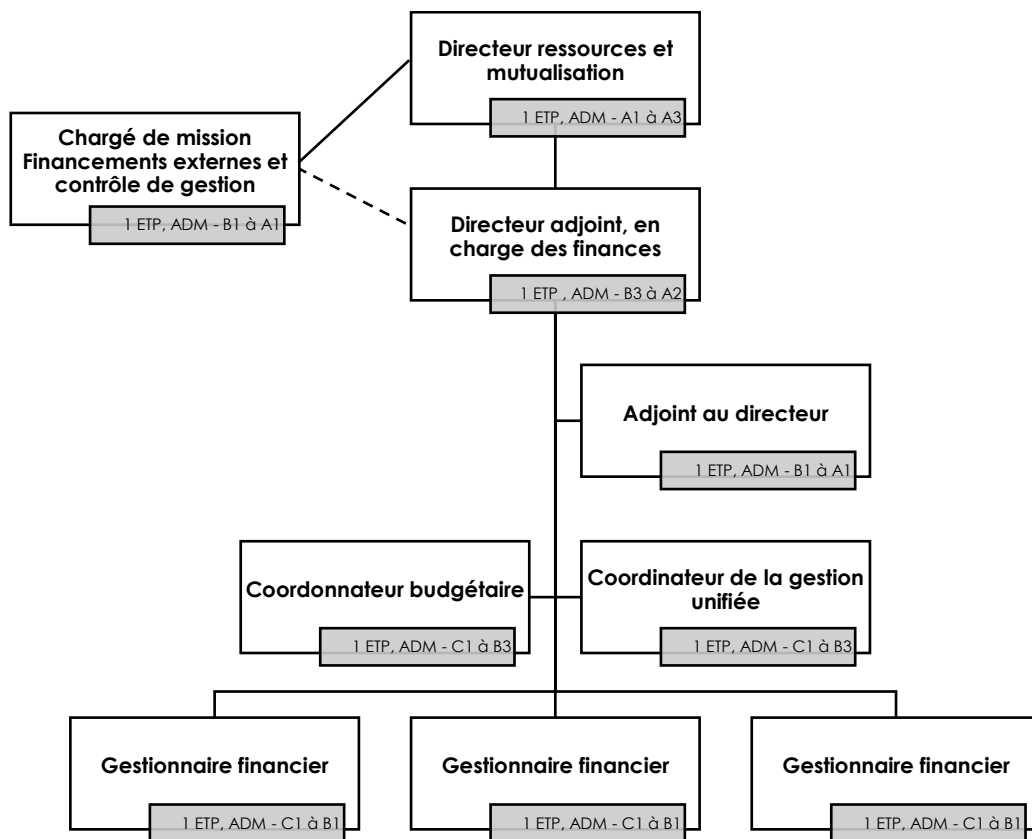 Directeur ressources et
mutualisation
1 ETP, ADM - A1 à A3
Chargé de mission
Financements externes et
contrôle de gestion
1 ETP, ADM - B1 à A1
Directeur adjoint, en
charge des finances
1 ETP , ADM - B3 à A2
Adjoint au directeur
1 ETP, ADM - B1 à A1
Coordonnateur budgétaire
1 ETP, ADM - C1 à B3
Coordinateur de la gestion
unifiée
1 ETP, ADM - C1 à B3
Gestionnaire financier
1 ETP, ADM - C1 à B1
Gestionnaire financier
1 ETP, ADM - C1 à B1
Gestionnaire financier
1 ETP, ADM - C1 à B1